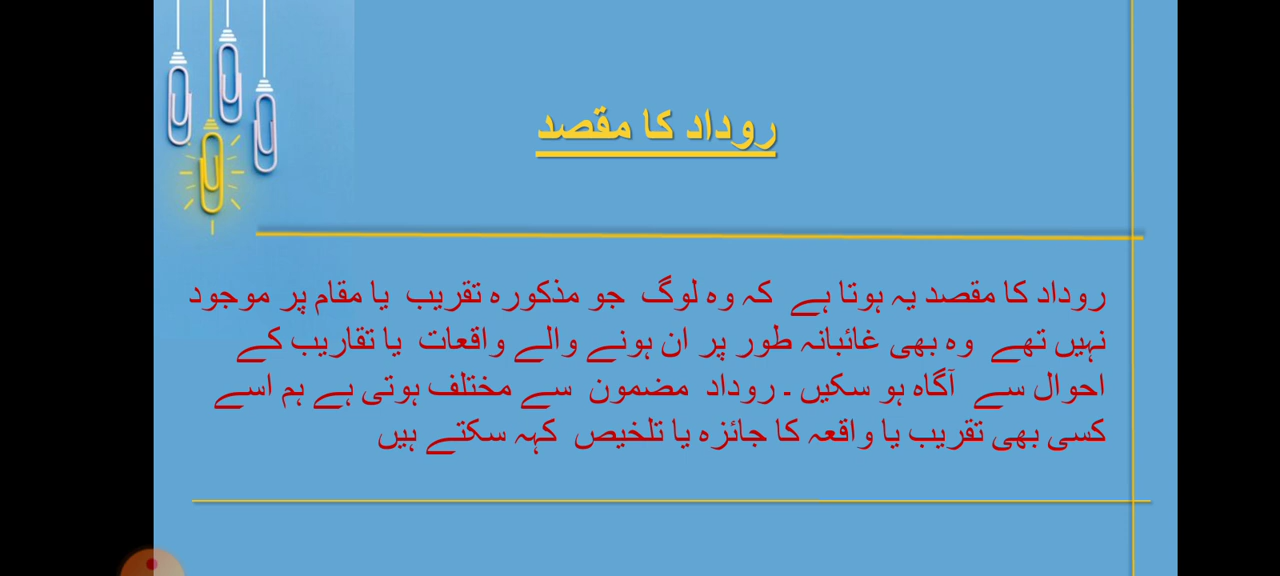 روداد کا مقصد
روداد کا مقصد یہ ہوتا ہے کہ وہ لوگ جو مذکورہ تقریب یا مقام پر موجود
نہیں تھے وہ بھی غائبانہ طور پر ان ہونے والے واقعات یا تقاریب کے
احوال سے آگاہ ہو سکیں ۔ روداد مضمون سے مختلف ہوتی ہے ہم اسے
کسی بھی تقریب یا واقعہ کا جائزہ یا تلخیص کہہ سکتے ہیں